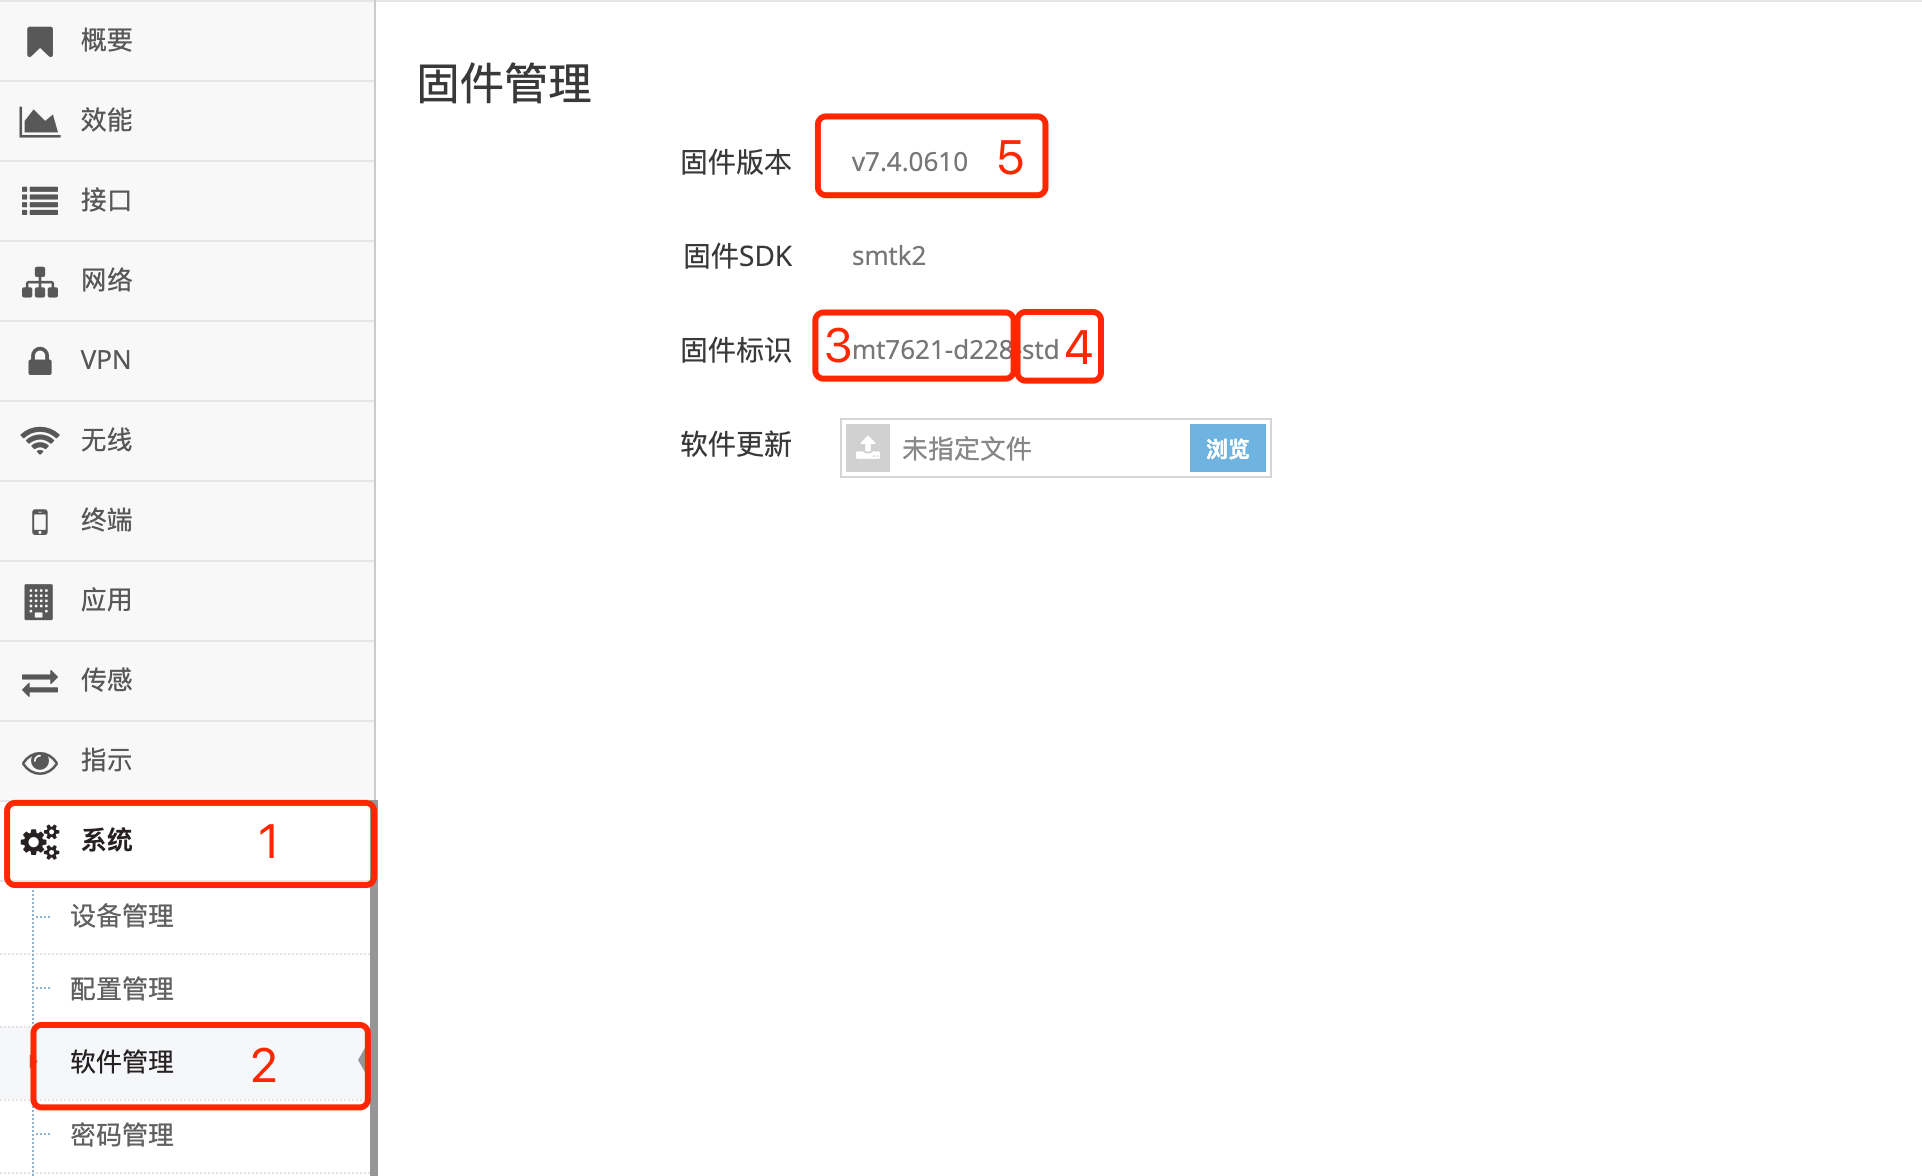 概要
效能
接口
网络
VPN
无线
终端
应用
传感
指示
系统 1
设备管理
配置管理
软件管理 2
密码管理
固件管理
固件版本 v7.4.0610 5
固件SDK smtk2
固件标识 3 mt7621-d228-std 4
软件更新 未指定文件 浏览